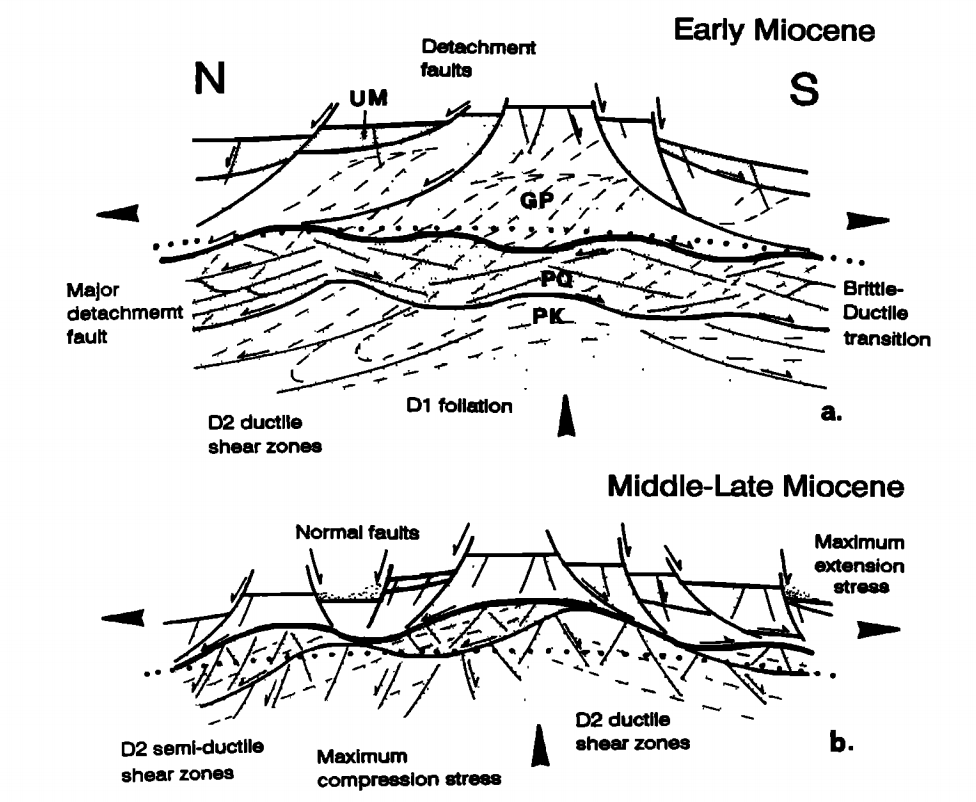 Early Miocene
Detachment
faults
N
S
UM
GP
PQ
PK
Major
detachmemt
fault
Brittle-
Ductile
transition
D1 foliation
a.
D2 ductile
shear zones
Middle-Late Miocene
Normal faults
Maximum
extension
stress
D2 ductile
shear zones
b.
D2 semi-ductile
shear zones
Maximum
compression stress